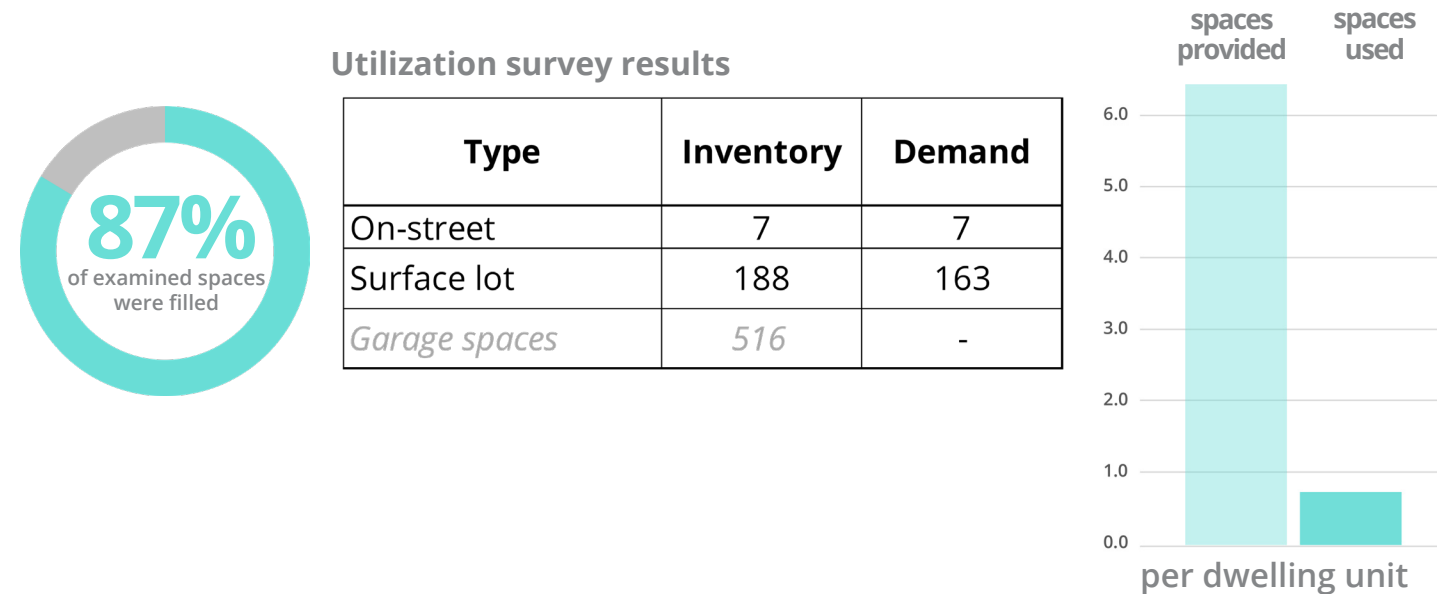 87%
of examined spaces
were filled
Utilization survey results
Type Inventory Demand
On-street 7 7
Surface lot 188 163
Garage spaces 516 -
spaces
provided
spaces
used
6.0
5.0
4.0
3.0
2.0
1.0
0.0
per dwelling unit